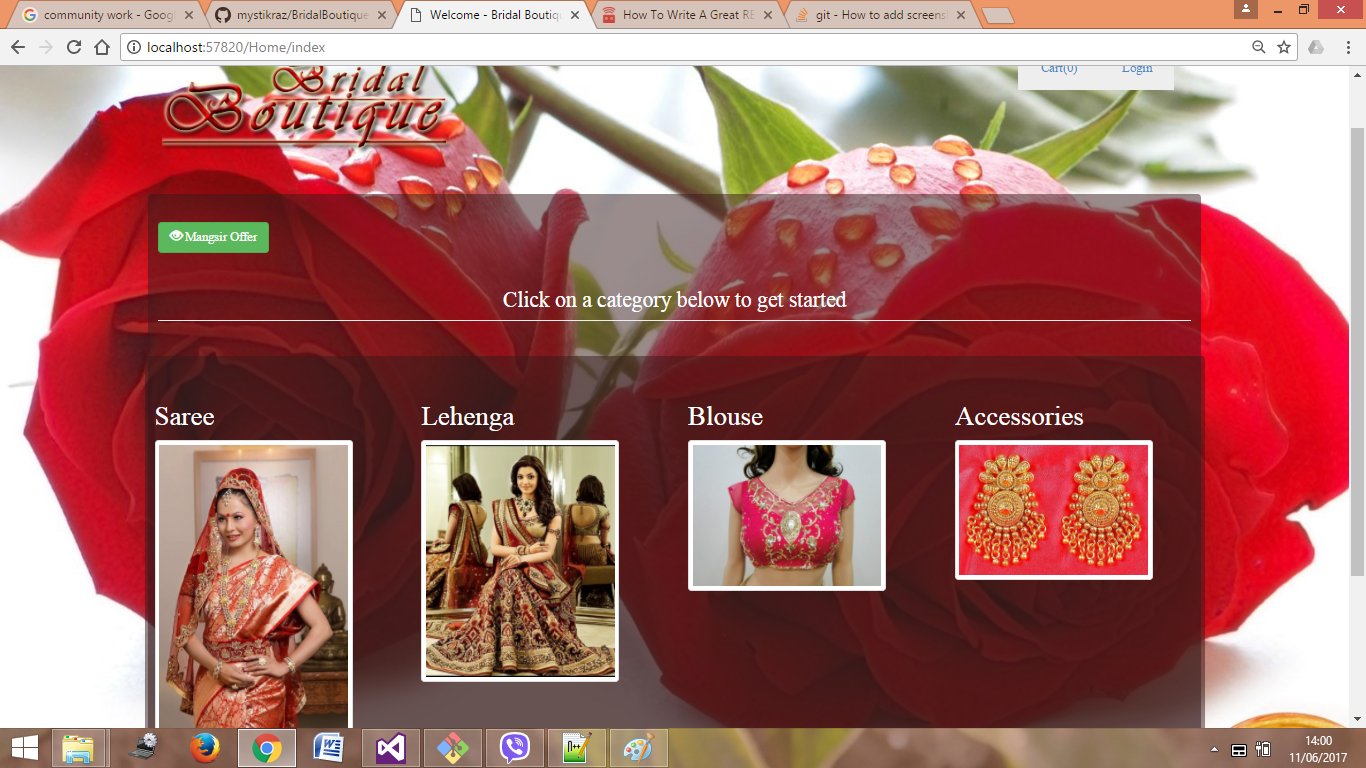 community work - Goog
mystikraz/BridalBoutique
Welcome - Bridal Boutiq
How To Write A Great RE
git - How to add screens
localhost:57820/Home/index
Bridal
Boutique
Cart(0)
Login
Mangsir Offer
Click on a category below to get started
Saree
Lehenga
Blouse
Accessories
14:00
11/06/2017